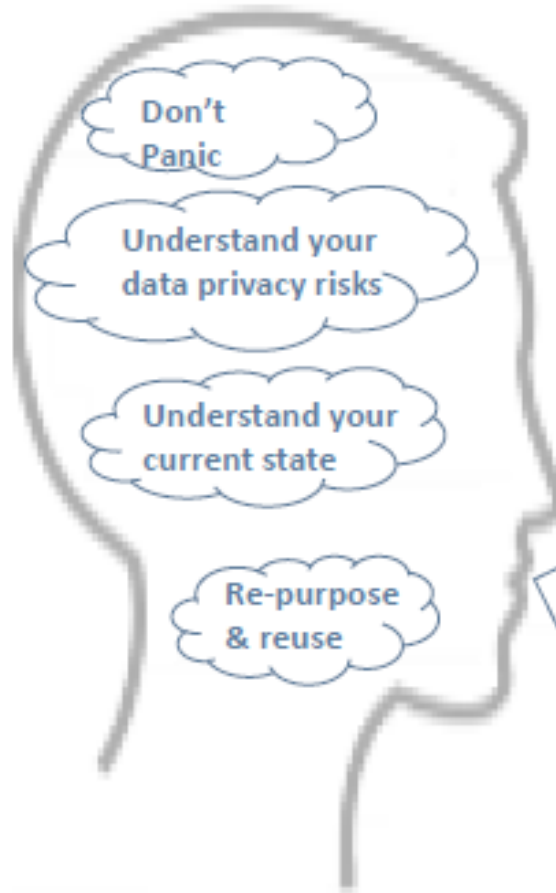 Don't
Panic
Understand your
data privacy risks
Understand your
current state
Re-purpose
& reuse